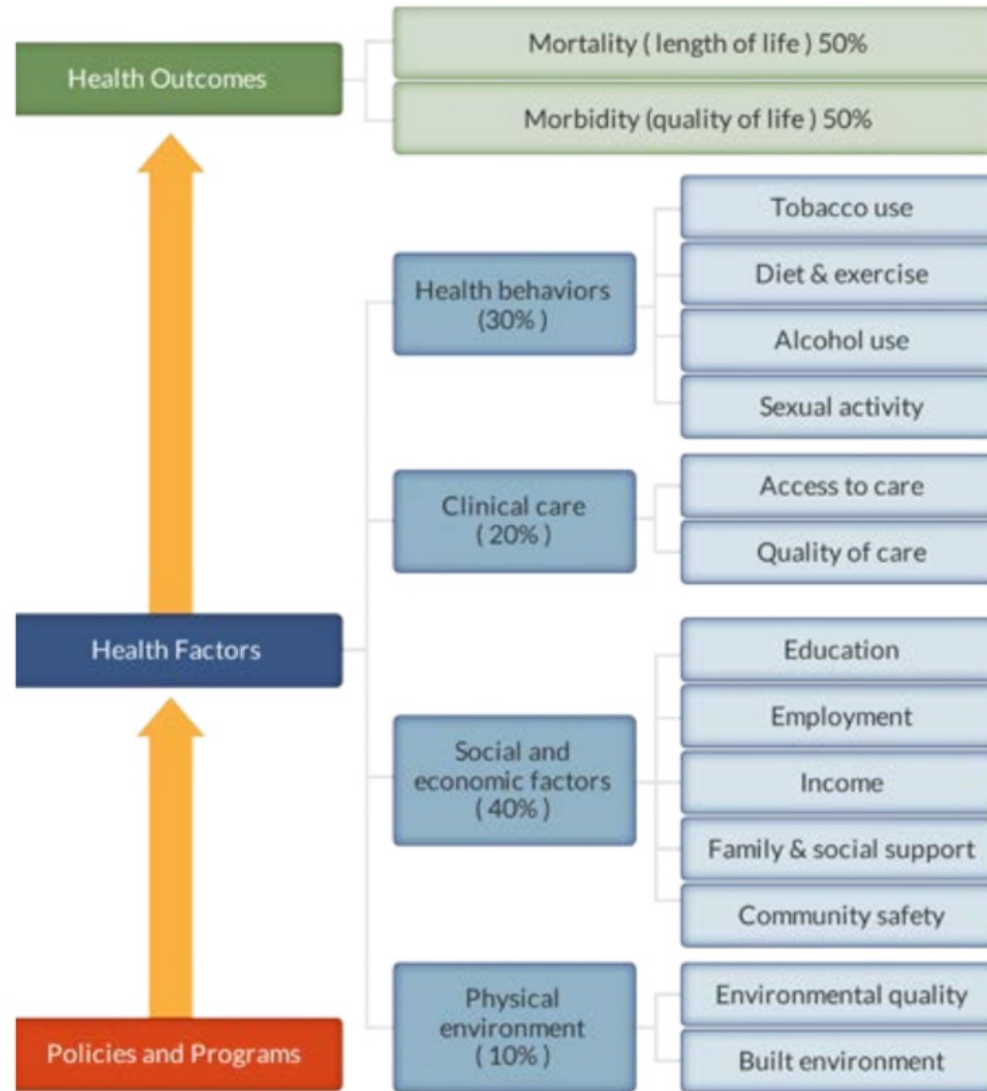 Health Outcomes
Mortality ( length of life ) 50%
Morbidity (quality of life ) 50%
Tobacco use
Health behaviors
(30% )
Diet & exercise
Alcohol use
Sexual activity
Clinical care
( 20% )
Access to care
Quality of care
Health Factors
Social and
economic factors
( 40% )
Education
Employment
Income
Family & social support
Community safety
Policies and Programs
Physical
environment
( 10% )
Environmental quality
Built environment